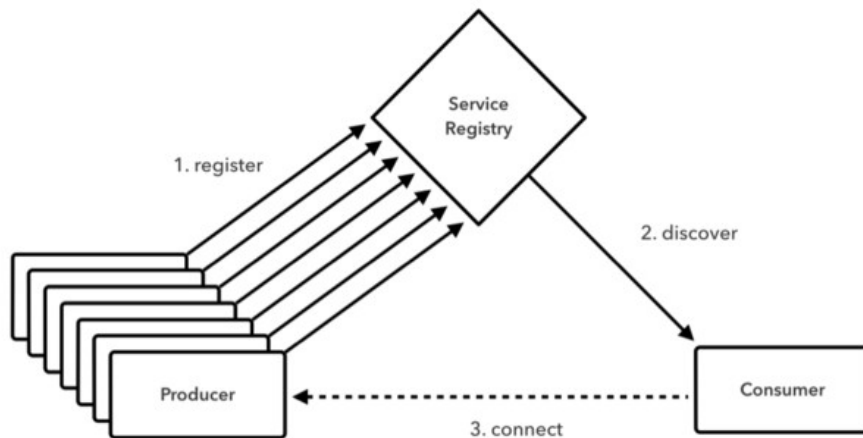 Service
Registry
1. register
2. discover
Producer
Consumer
3. connect